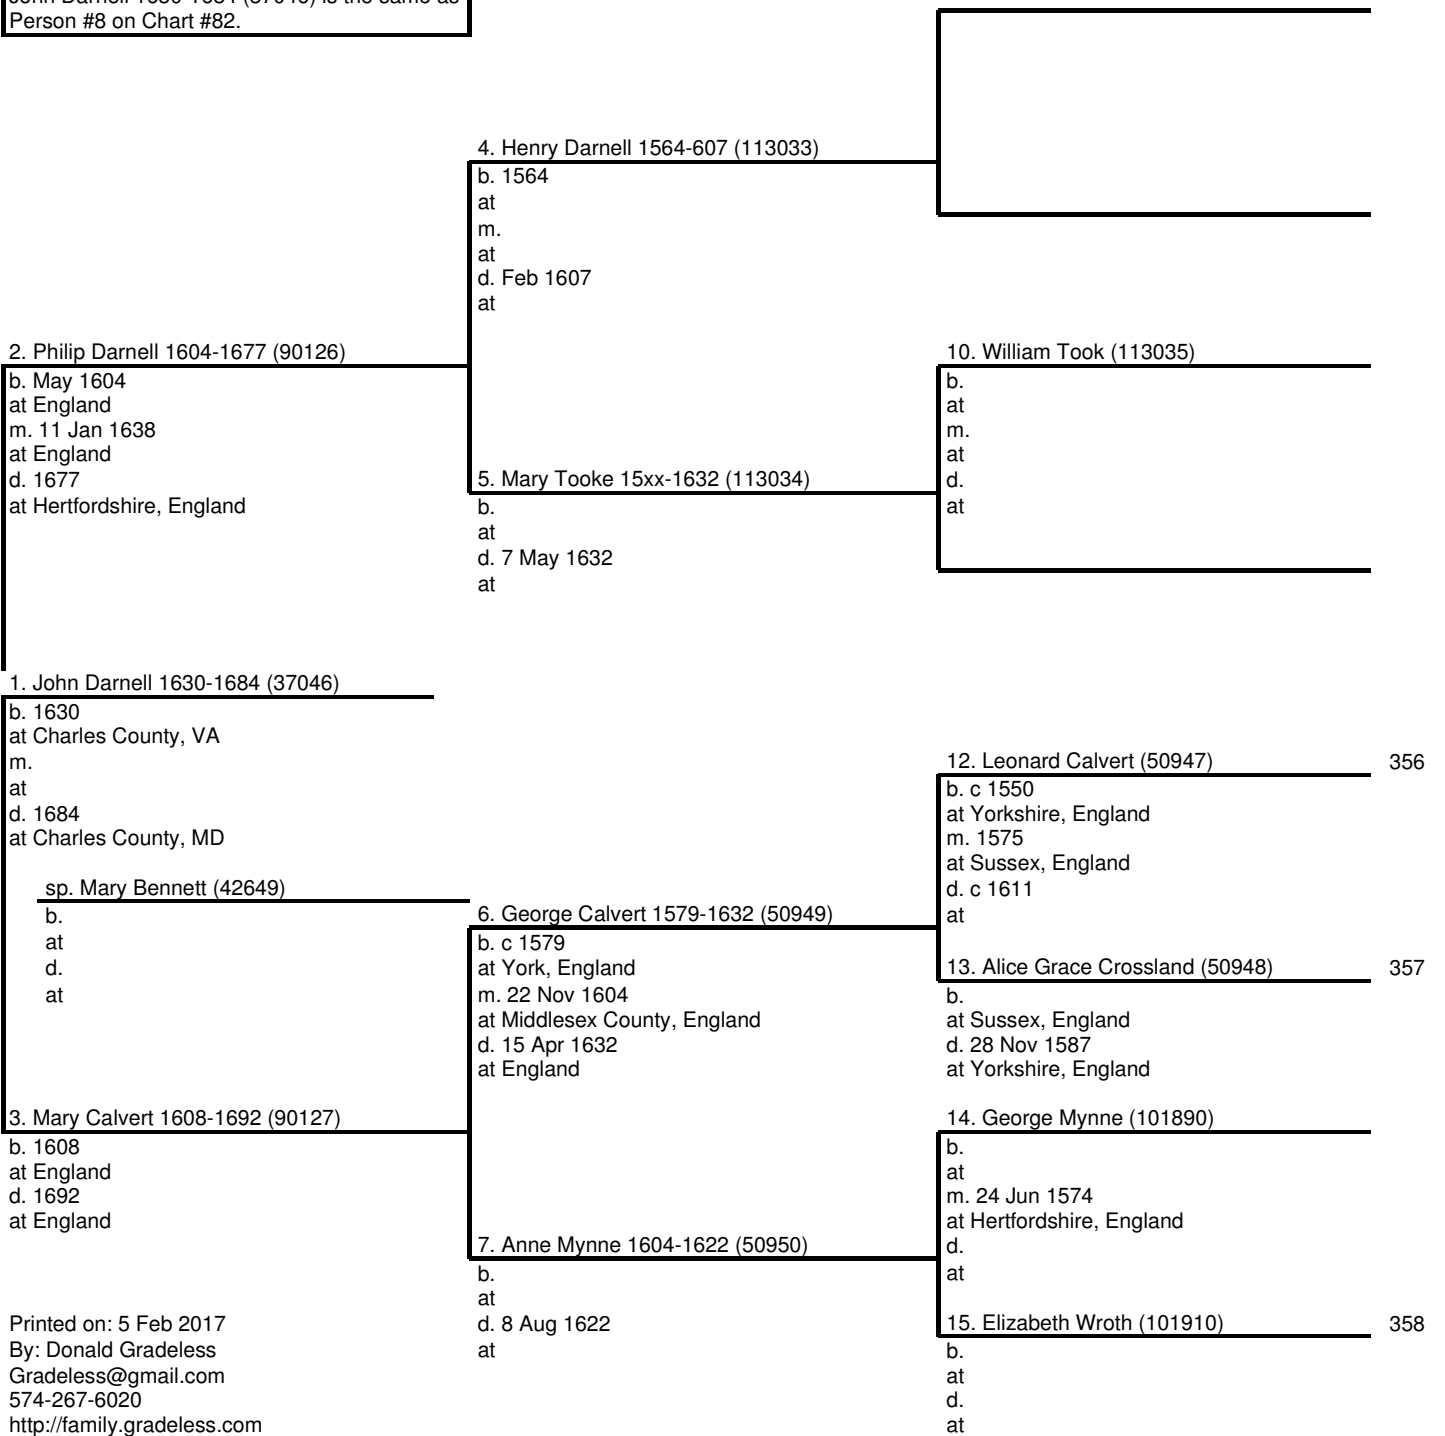 Person #8 on Chart #82.
4. Henry Darnell 1564-607 (113033)
b. 1564
at
m.
at
d. Feb 1607
at
2. Philip Darnell 1604-1677 (90126)
b. May 1604
at England
m. 11 Jan 1638
at England
d. 1677
at Hertfordshire, England
10. William Took (113035)
b.
at
m.
at
d.
at
5. Mary Tooke 15xx-1632 (113034)
b.
at
d. 7 May 1632
at
1. John Darnell 1630-1684 (37046)
b. 1630
at Charles County, VA
m.
at
d. 1684
at Charles County, MD
sp. Mary Bennett (42649)
b.
at
d.
at
12. Leonard Calvert (50947) 356
b. c 1550
at Yorkshire, England
m. 1575
at Sussex, England
d. c 1611
at
6. George Calvert 1579-1632 (50949)
b. c 1579
at York, England
m. 22 Nov 1604
at Middlesex County, England
d. 15 Apr 1632
at England
13. Alice Grace Crossland (50948) 357
b.
at Sussex, England
d. 28 Nov 1587
at Yorkshire, England
3. Mary Calvert 1608-1692 (90127)
b. 1608
at England
d. 1692
at England
14. George Mynne (101890)
b.
at
m. 24 Jun 1574
at Hertfordshire, England
d.
at
7. Anne Mynne 1604-1622 (50950)
b.
at
d. 8 Aug 1622
at
15. Elizabeth Wroth (101910) 358
b.
at
d.
at
Printed on: 5 Feb 2017
By: Donald Gradeless
Gradeless@gmail.com
574-267-6020
http://family.gradeless.com